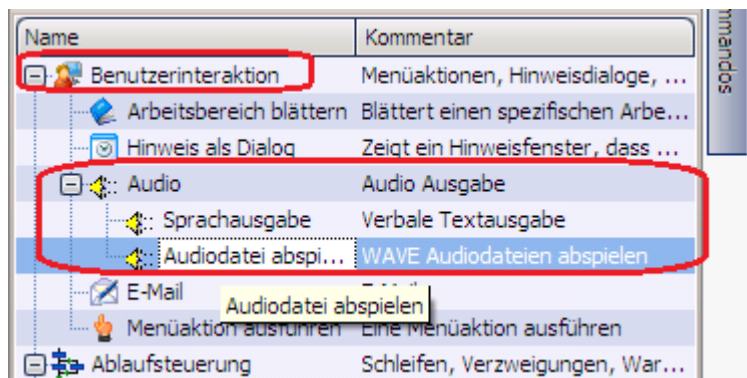 Name Kommentar
Benutzerinteraktion Menüaktionen, Hinweisdialoge, ...
Arbeitsbereich blättern Blättert einen spezifischen Arbe...
Hinweis als Dialog Zeigt ein Hinweisfenster, dass ...
Audio Audio Ausgabe
Sprachausgabe Verbale Textausgabe
Audiodatei abspi... WAVE Audiodateien abspielen
E-Mail
Audiodatei abspielen
Menüaktion ausführen Eine Menüaktion ausführen
Ablaufsteuerung Schleifen, Verzweigungen, War...
mmandos